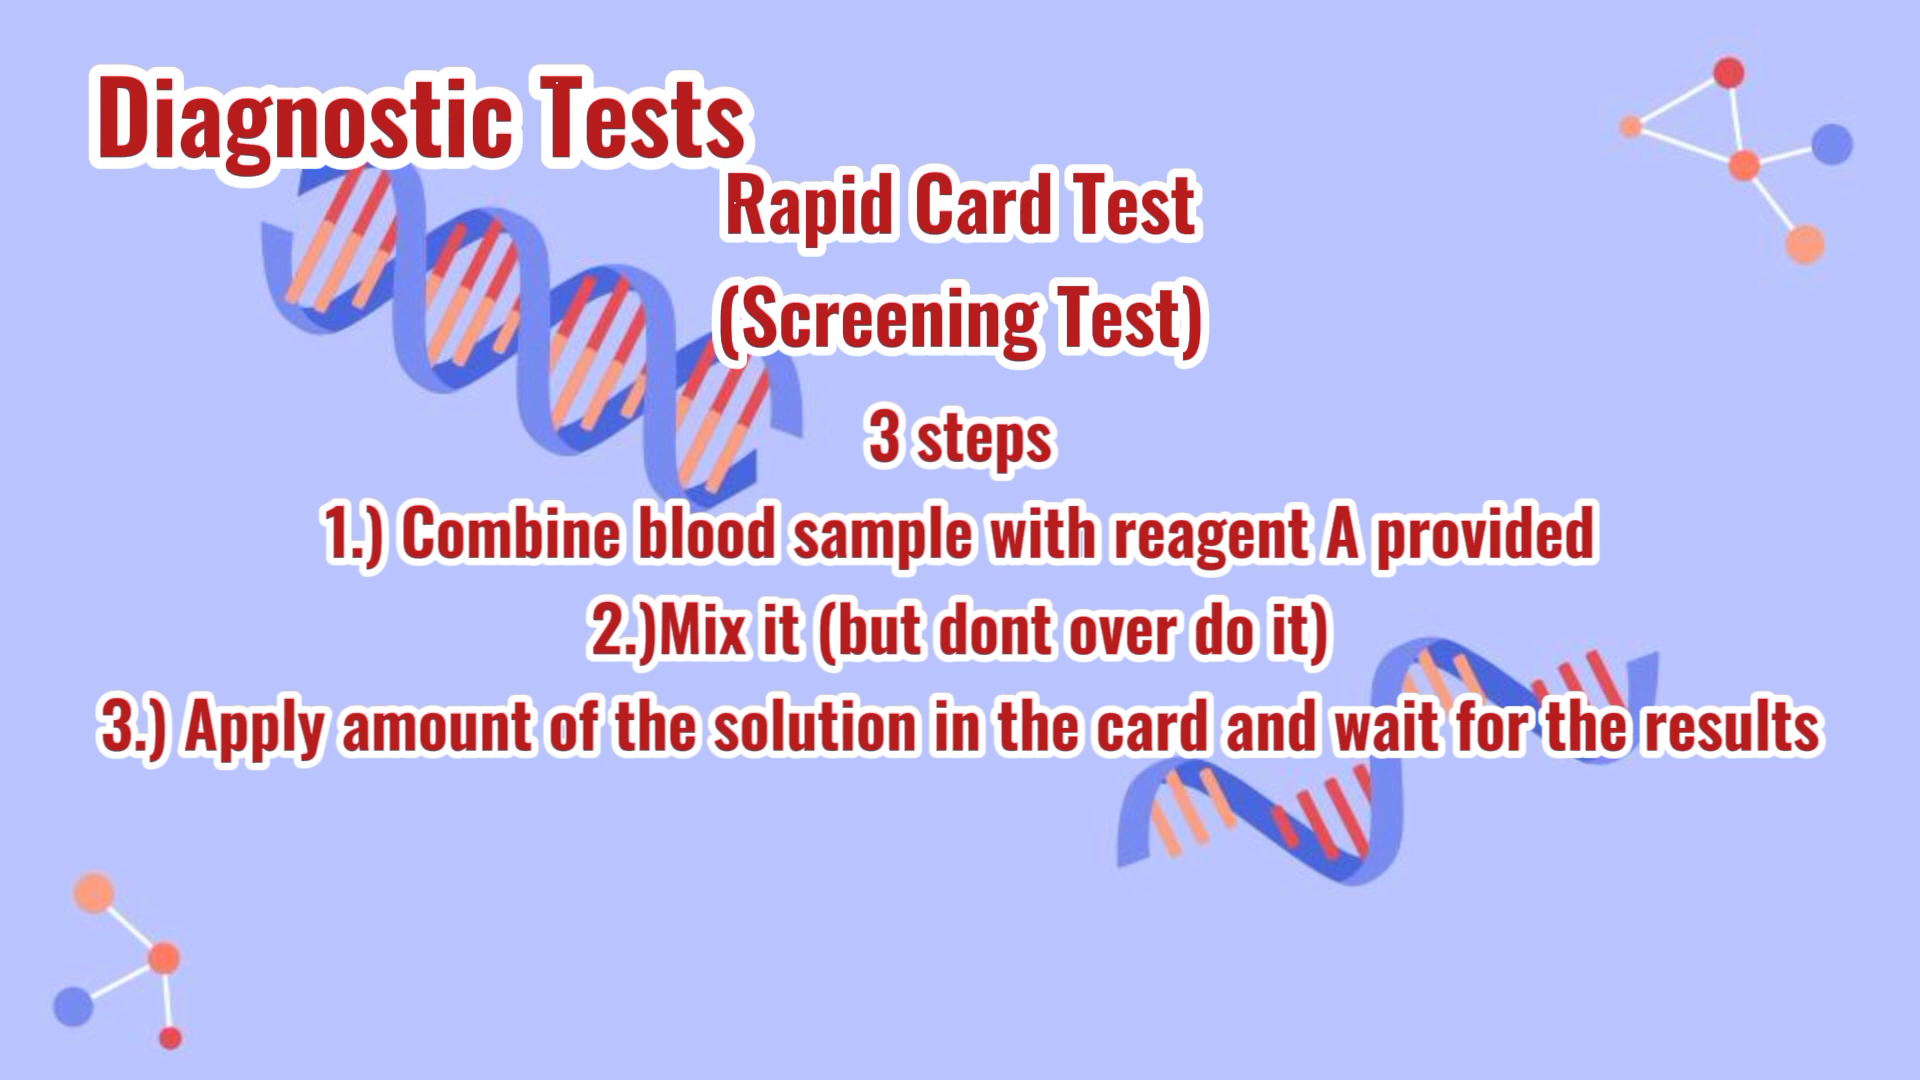 Diagnostic Tests
Rapid Card Test
(Screening Test)
3 steps
1.) Combine blood sample with reagent A provided
2.)Mix it (but dont over do it)
3.) Apply amount of the solution in the card and wait for the results